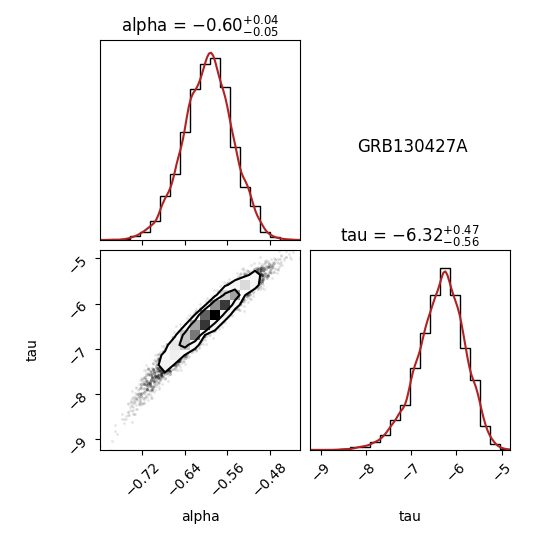 alpha = −0.60+0.04−0.05
GRB130427A
tau = −6.32+0.47−0.56
−5
−6
−7
−8
−9
tau
−0.72 −0.64 −0.56 −0.48
−9 −8 −7 −6 −5
alpha
tau